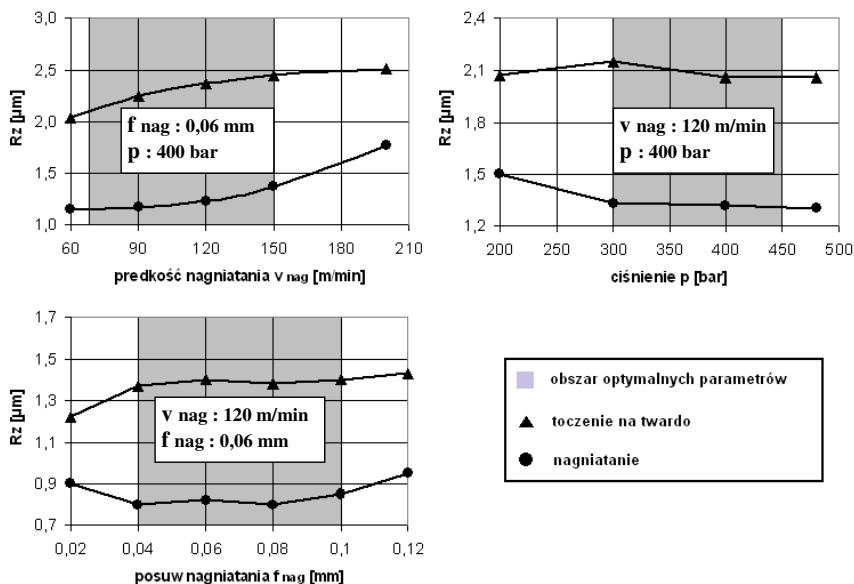 3,0
2,5
2,0
1,5
1,0
Rz [µm]
f nag : 0,06 mm
p : 400 bar
60 90 120 150 180 210
predkość nagniatania v nag [m/min]
2,4
2,1
1,8
1,5
1,2
Rz [µm]
v nag : 120 m/min
p : 400 bar
200 250 300 350 400 450 500
ciśnienie p [bar]
1,7
1,5
1,3
1,1
0,9
0,7
Rz [µm]
v nag : 120 m/min
f nag : 0,06 mm
0,02 0,04 0,06 0,08 0,1 0,12
posuw nagniatania f nag [mm]
obszar optymalnych parametrów
toczenie na twardo
nagniatanie